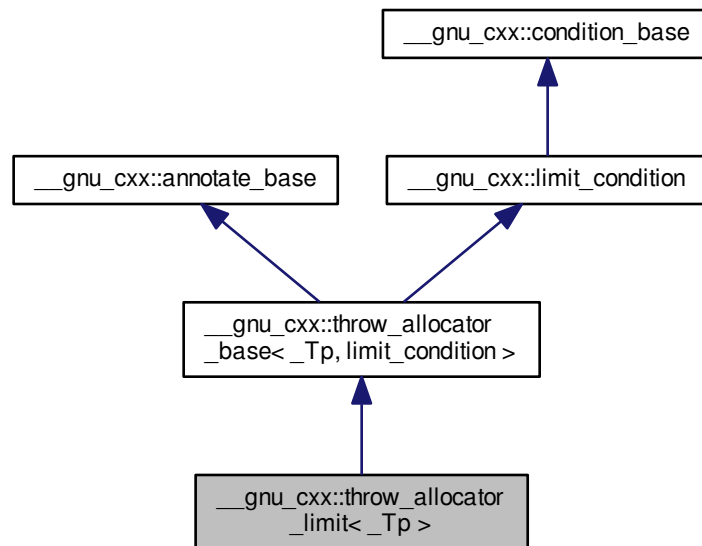 __gnu_cxx::condition_base
__gnu_cxx::annotate_base
__gnu_cxx::limit_condition
__gnu_cxx::throw_allocator
_base< _Tp, limit_condition >
__gnu_cxx::throw_allocator
_limit< _Tp >